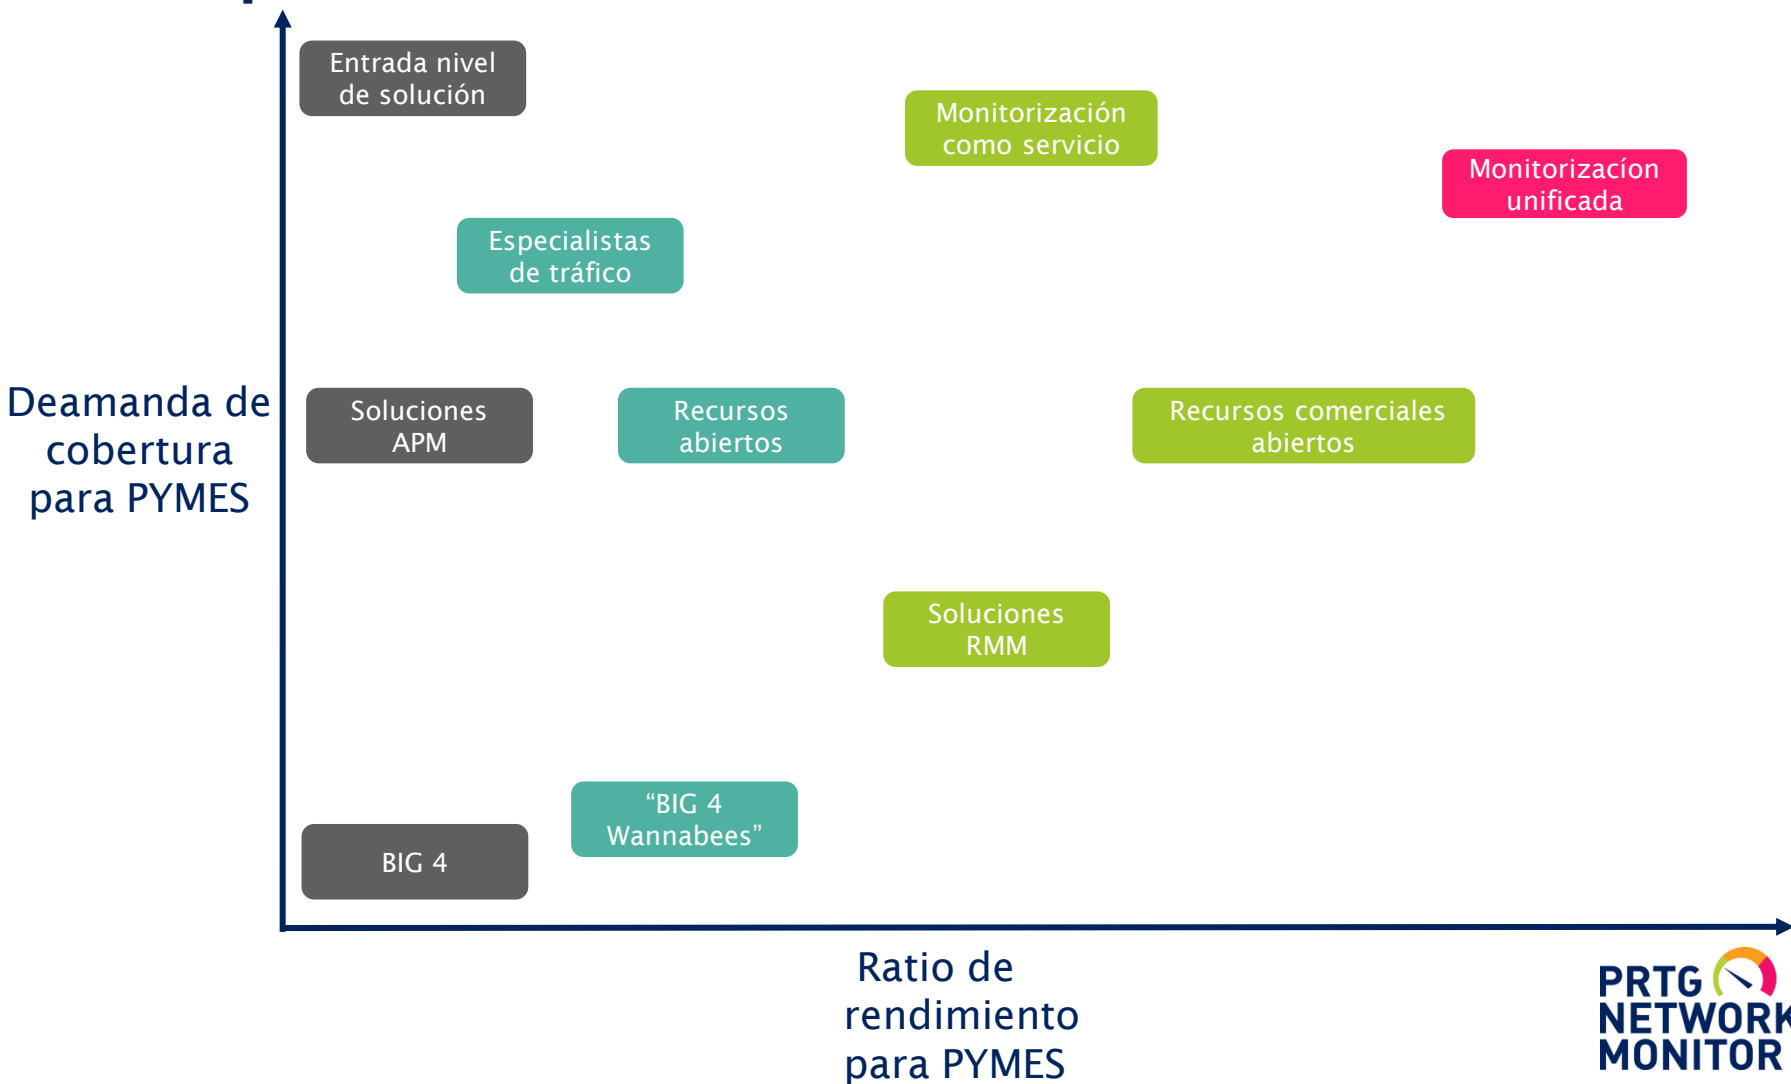 Entrada nivel
de solución
Monitorización
como servicio
Monitorizacíon
unificada
Especialistas
de tráfico
Deamanda de
cobertura
para PYMES
Soluciones
APM
Recursos
abiertos
Recursos comerciales
abiertos
Soluciones
RMM
“BIG 4
Wannabees”
BIG 4
Ratio de
rendimiento
para PYMES
PRTG
NETWORK
MONITOR